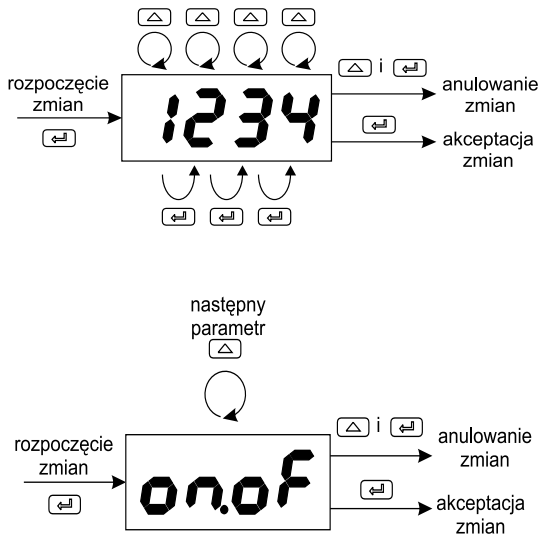 rozpoczęcie
zmian
1234
i
anulowanie
zmian
akceptacja
zmian
następny
parametr
rozpoczęcie
zmian
on.oF
i
anulowanie
zmian
akceptacja
zmian